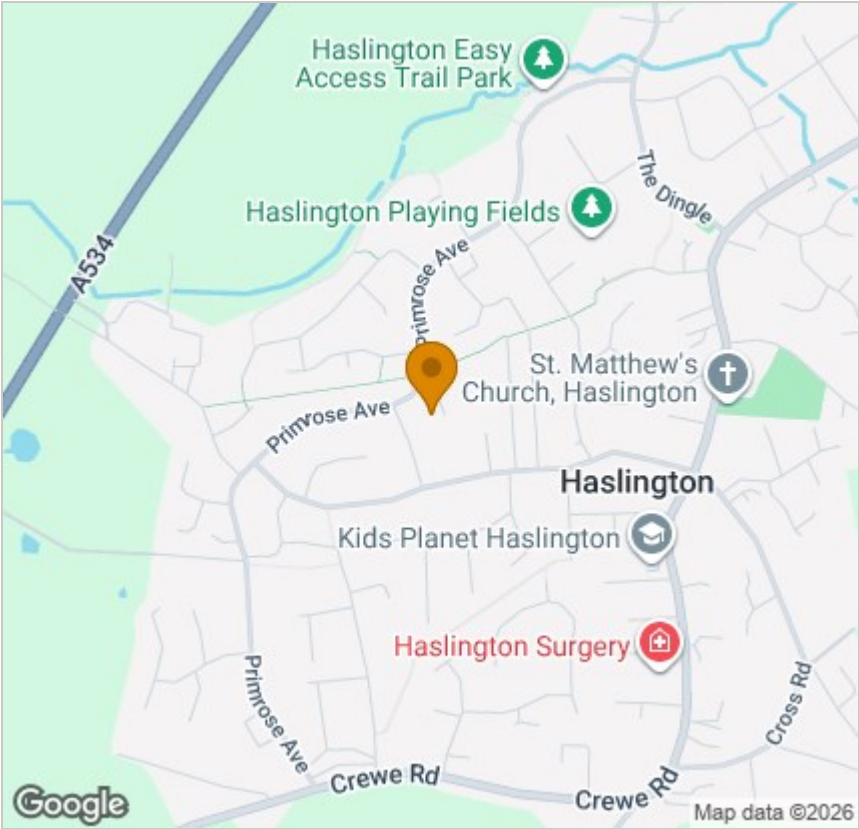 Haslington Easy
Access Trail Park
The Dingle
Haslington Playing Fields
A534
Primrose Ave
St. Matthew's
Church, Haslington
Primrose Ave
Haslington
Kids Planet Haslington
Haslington Surgery
Primrose Ave
Cross Rd
Crewe Rd
Crewe Rd
Google
Map data ©2026